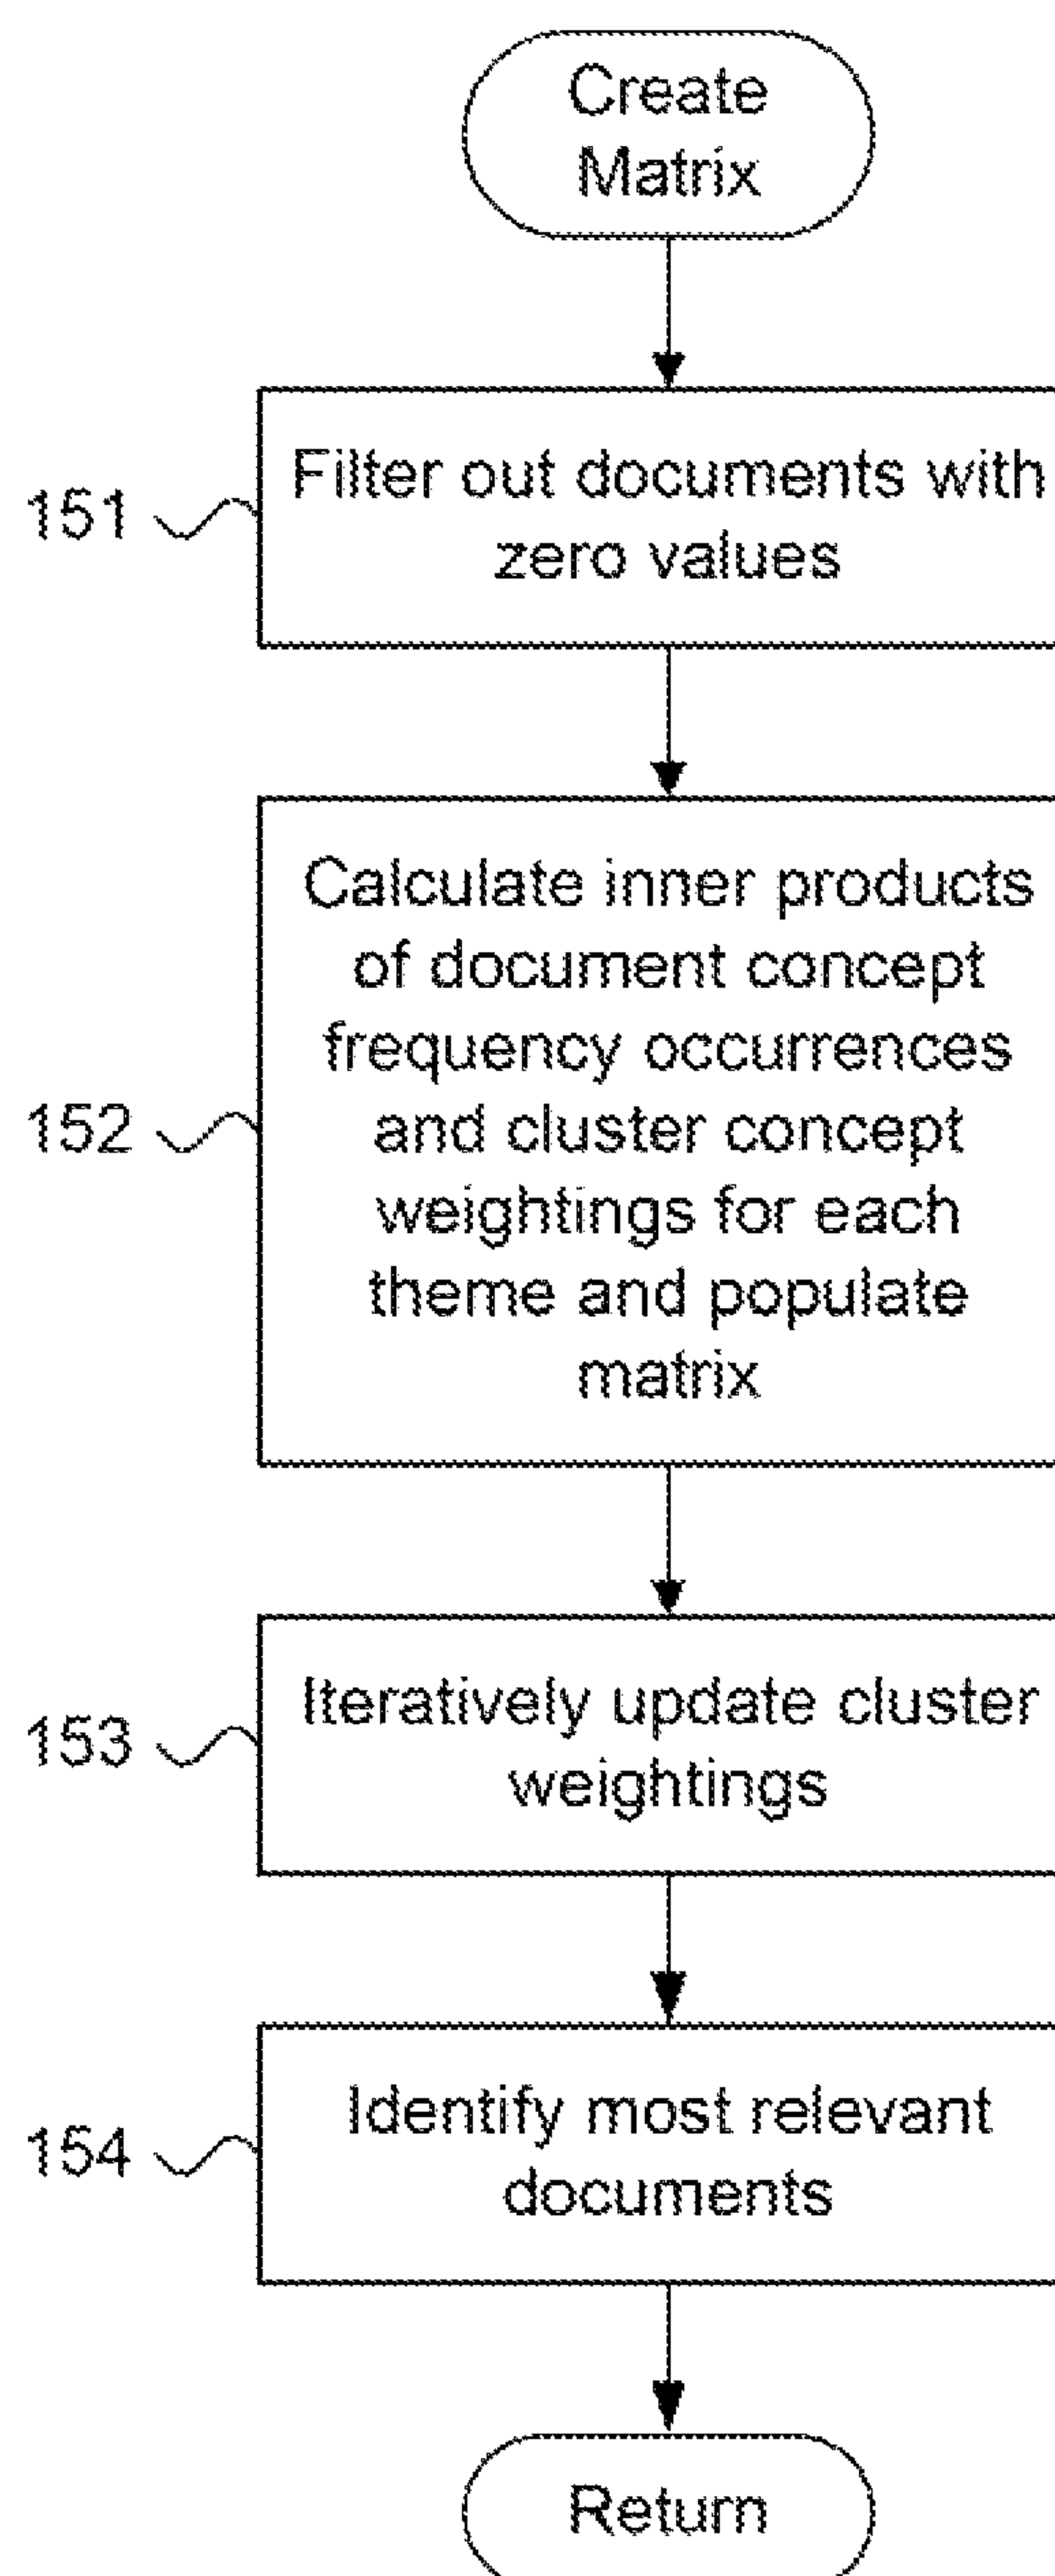 Create
Matrix
151
Filter out documents with
zero values
152
Calculate inner products
of document concept
frequency occurrences
and cluster concept
weightings for each
theme and populate
matrix
153
Iteratively update cluster
weightings
154
Identify most relevant
documents
Return